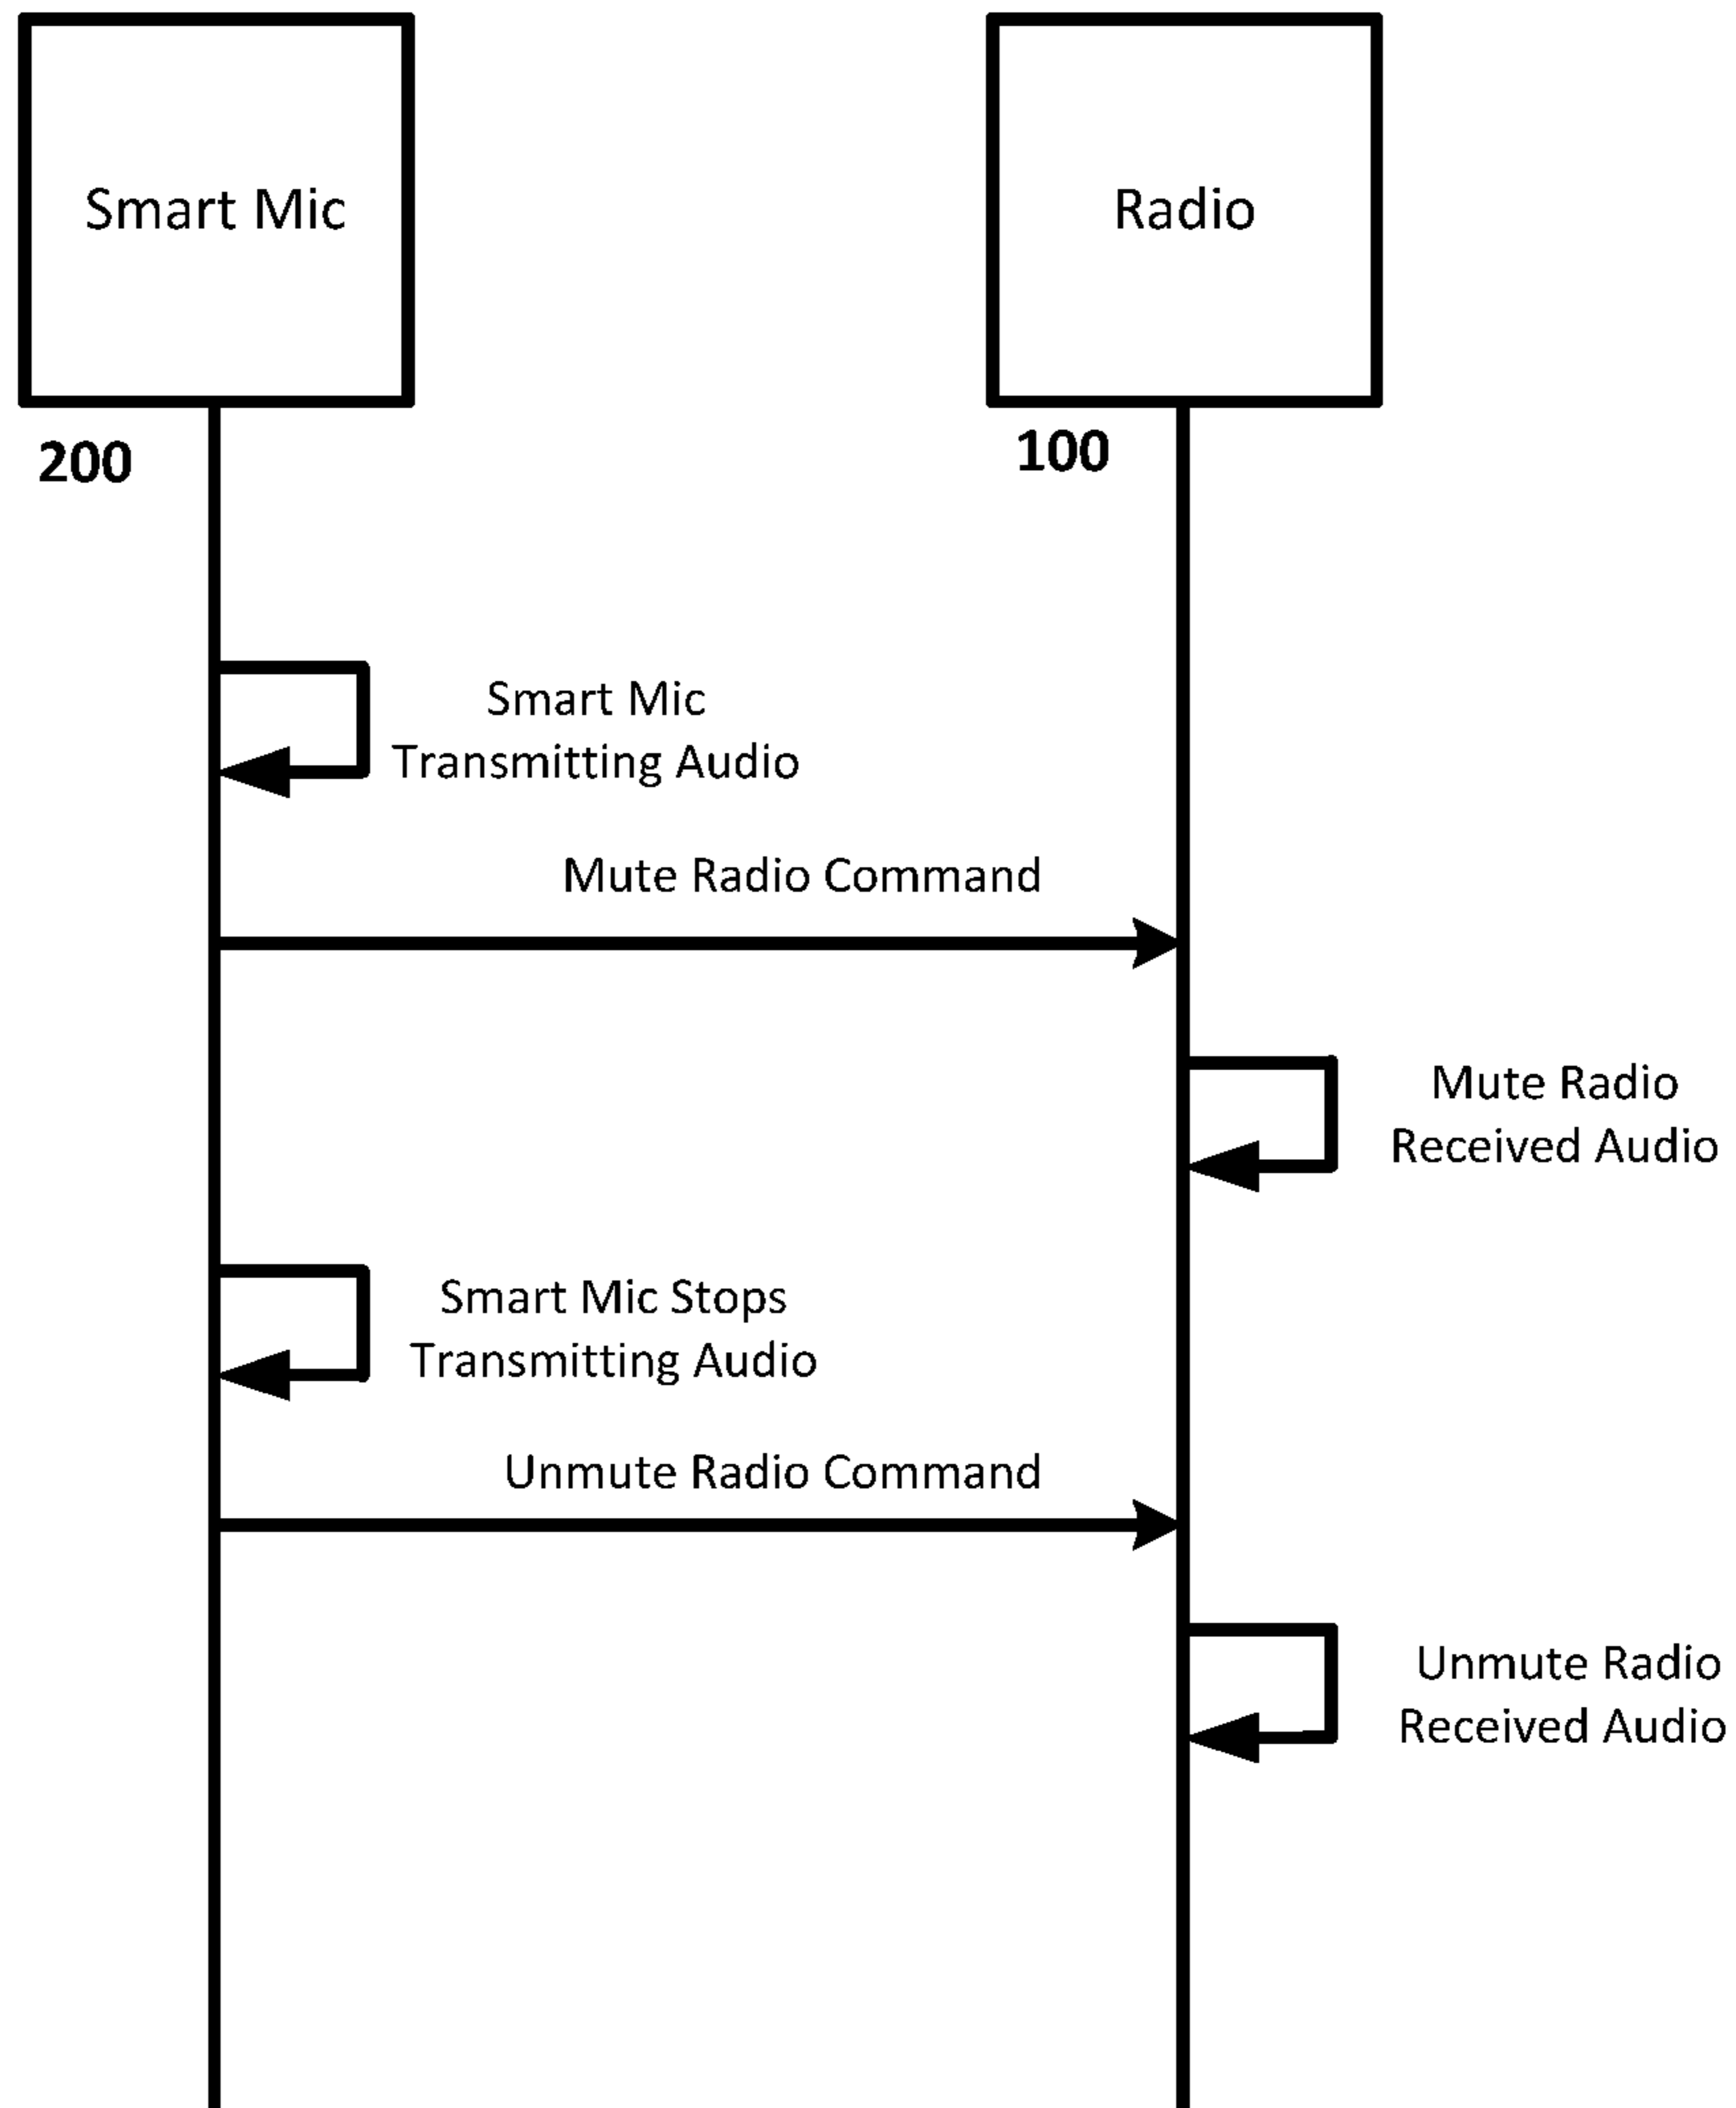 Smart Mic
Radio
200
100
Smart Mic
Transmitting Audio
Mute Radio Command
Mute Radio
Received Audio
Smart Mic Stops
Transmitting Audio
Unmute Radio Command
Unmute Radio
Received Audio